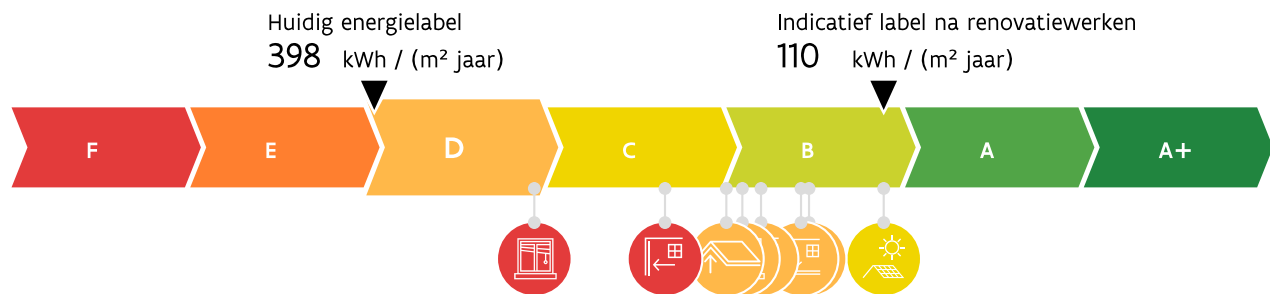 Huidig energielabel
398 kWh / (m² jaar)
Indicatief label na renovatiewerken
110 kWh / (m² jaar)
F E D C B A A+